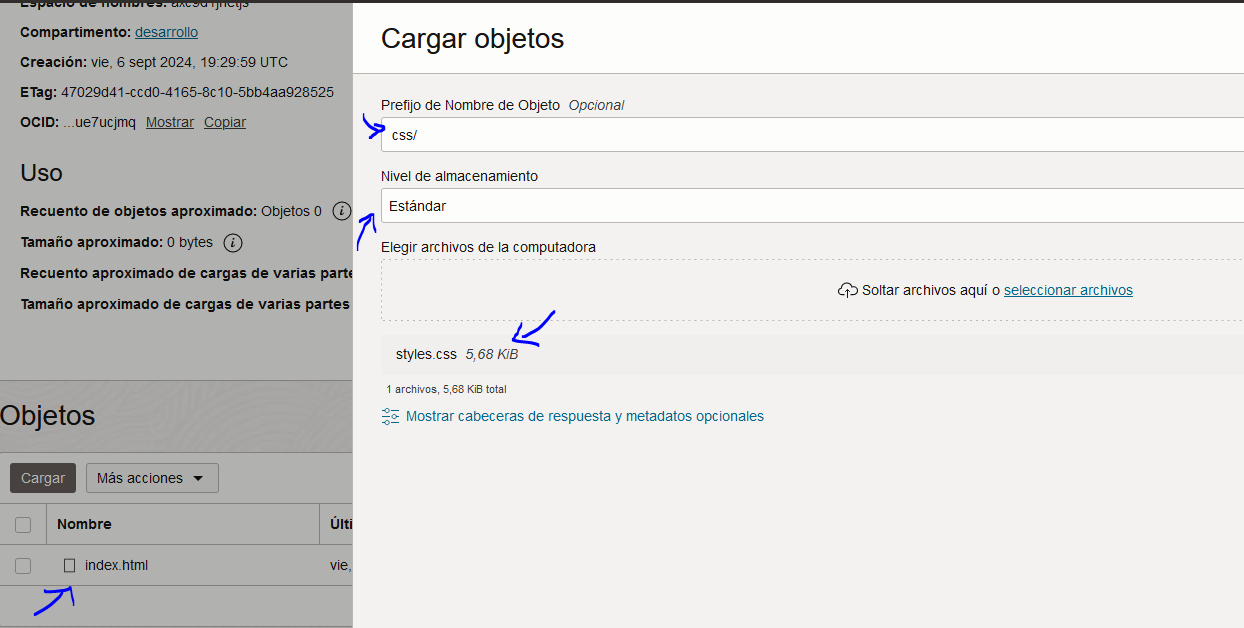 Compartimento: desarrollo
Creación: vie, 6 sept 2024, 19:29:59 UTC
ETag: 47029d41-ccd0-4165-8c10-5bb4aa928525
OCID: ...ue7ucjmq Mostrar Copiar
Uso
Recuento de objetos aproximado: Objetos 0
Tamaño aproximado: 0 bytes
Recuento aproximado de cargas de varias parte
Tamaño aproximado de cargas de varias partes
Objetos
Cargar Más acciones
Nombre Últi
index.html vie,
Cargar objetos
Prefijo de Nombre de Objeto Opcional
css/
Nivel de almacenamiento
Estándar
Elegir archivos de la computadora
Soltar archivos aquí o seleccionar archivos
styles.css 5,68 KiB
1 archivos, 5,68 KiB total
Mostrar cabeceras de respuesta y metadatos opcionales